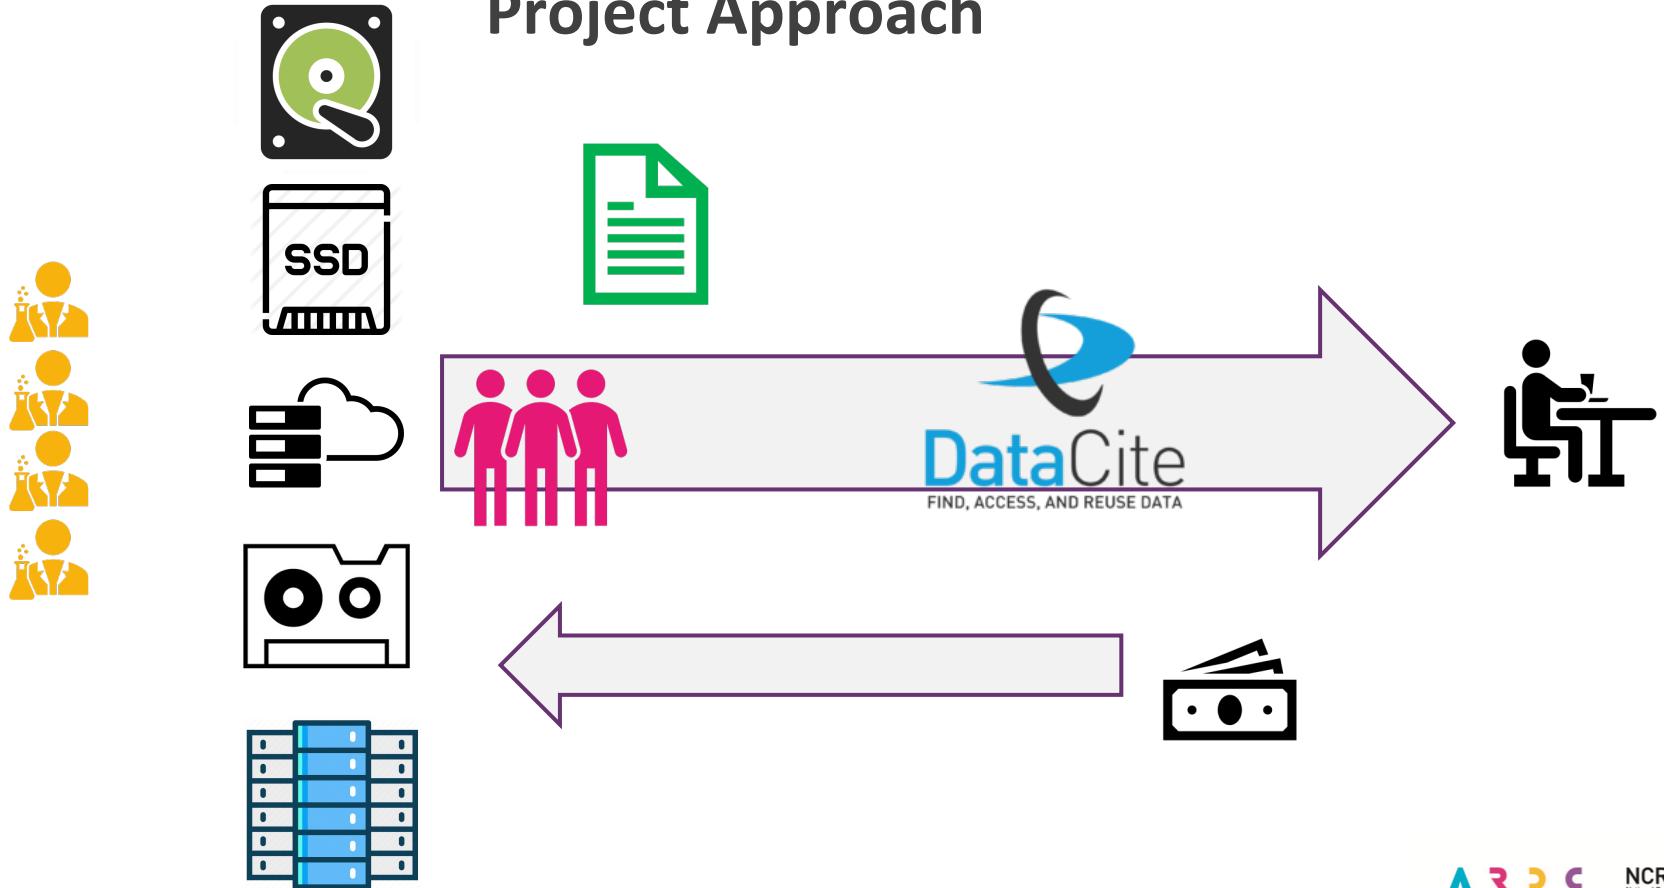 Project Approach
SSD
DataCite
FIND, ACCESS, AND REUSE DATA